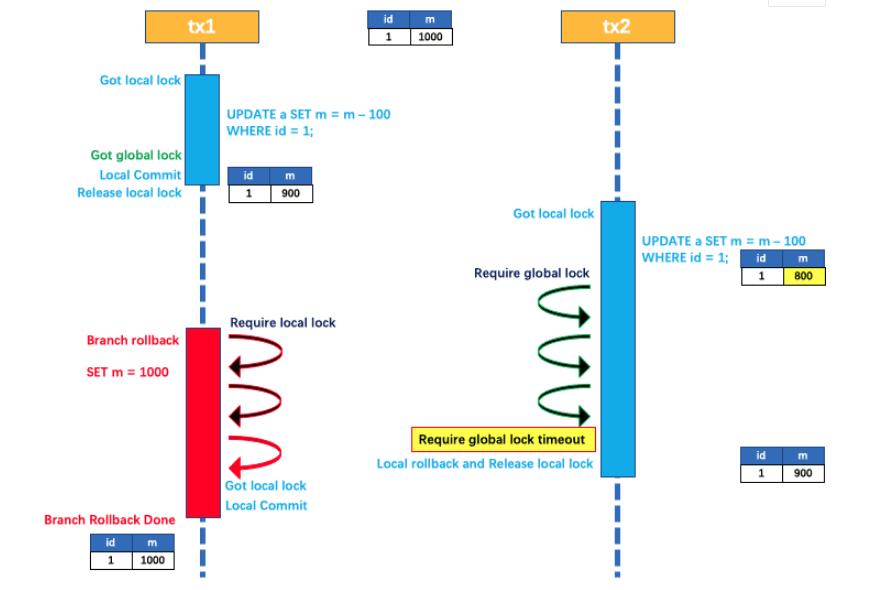 tx1
id m
1 1000
tx2
Got local lock
UPDATE a SET m = m – 100
WHERE id = 1;
Got global lock
Local Commit
Release local lock
id m
1 900
Got local lock
UPDATE a SET m = m – 100
WHERE id = 1;
id m
1 800
Require global lock
Require local lock
Branch rollback
SET m = 1000
Require global lock timeout
Local rollback and Release local lock
id m
1 900
Got local lock
Local Commit
Branch Rollback Done
id m
1 1000